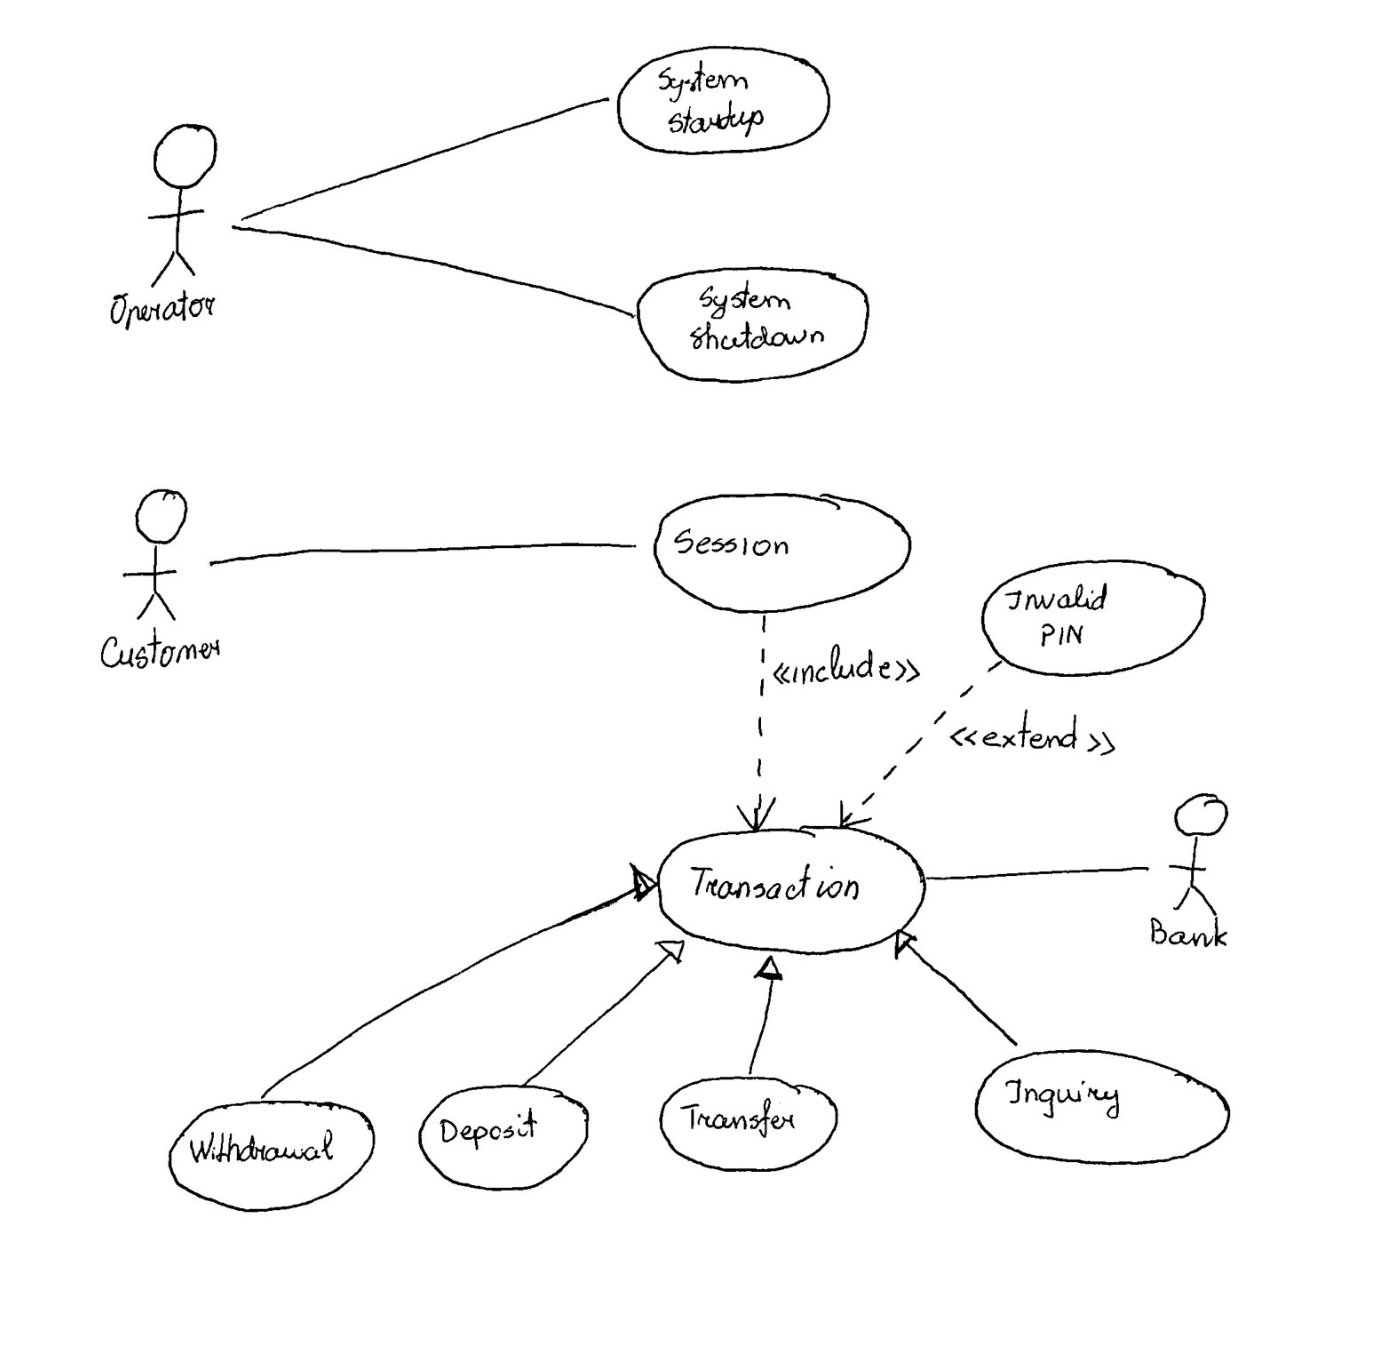 System
startup
Operator
System
shutdown
Session
Customer
Invalid
PIN
<<include>>
<<extend>>
Transaction
Bank
Withdrawal
Deposit
Transfer
Inquiry